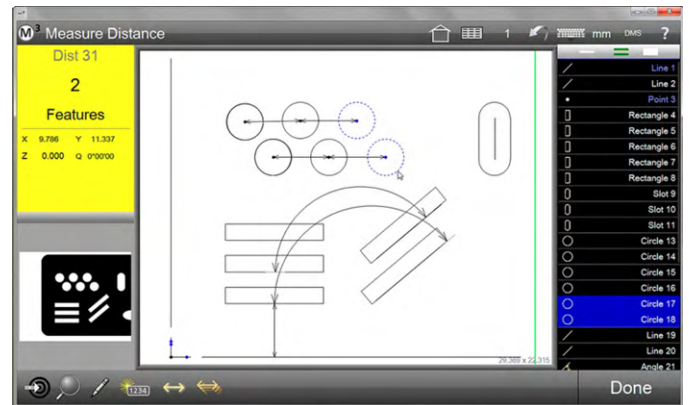 M³ Measure Distance
1
mm
DMS
?
Dist 31
2
Features
X 9.786 Y 11.337
Z 0.000 Q 0°00'00
29.369 x 22.315
Line 1
Line 2
Point 3
Rectangle 4
Rectangle 5
Rectangle 6
Rectangle 7
Rectangle 8
Slot 9
Slot 10
Slot 11
Circle 13
Circle 14
Circle 15
Circle 16
Circle 17
Circle 18
Line 19
Line 20
Angle 21
1234
Done